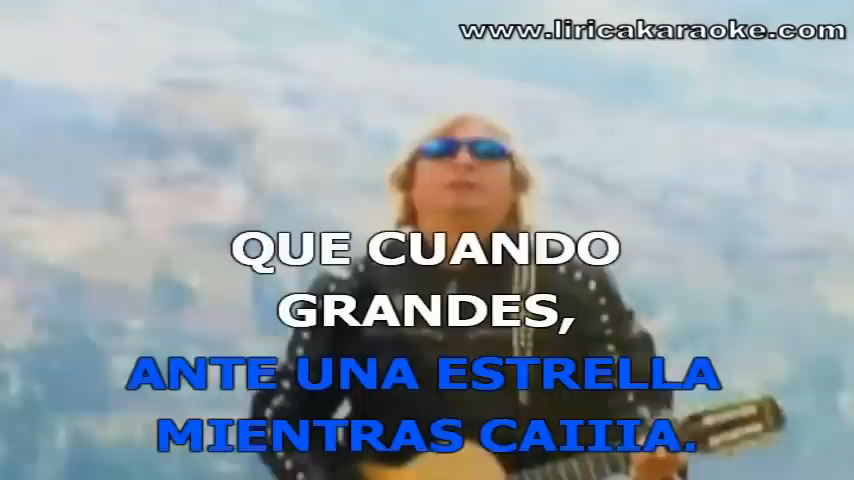 www.liricakaraoke.com
QUE CUANDO
GRANDES,
ANTE UNA ESTRELLA
MIENTRAS CAIIIA.